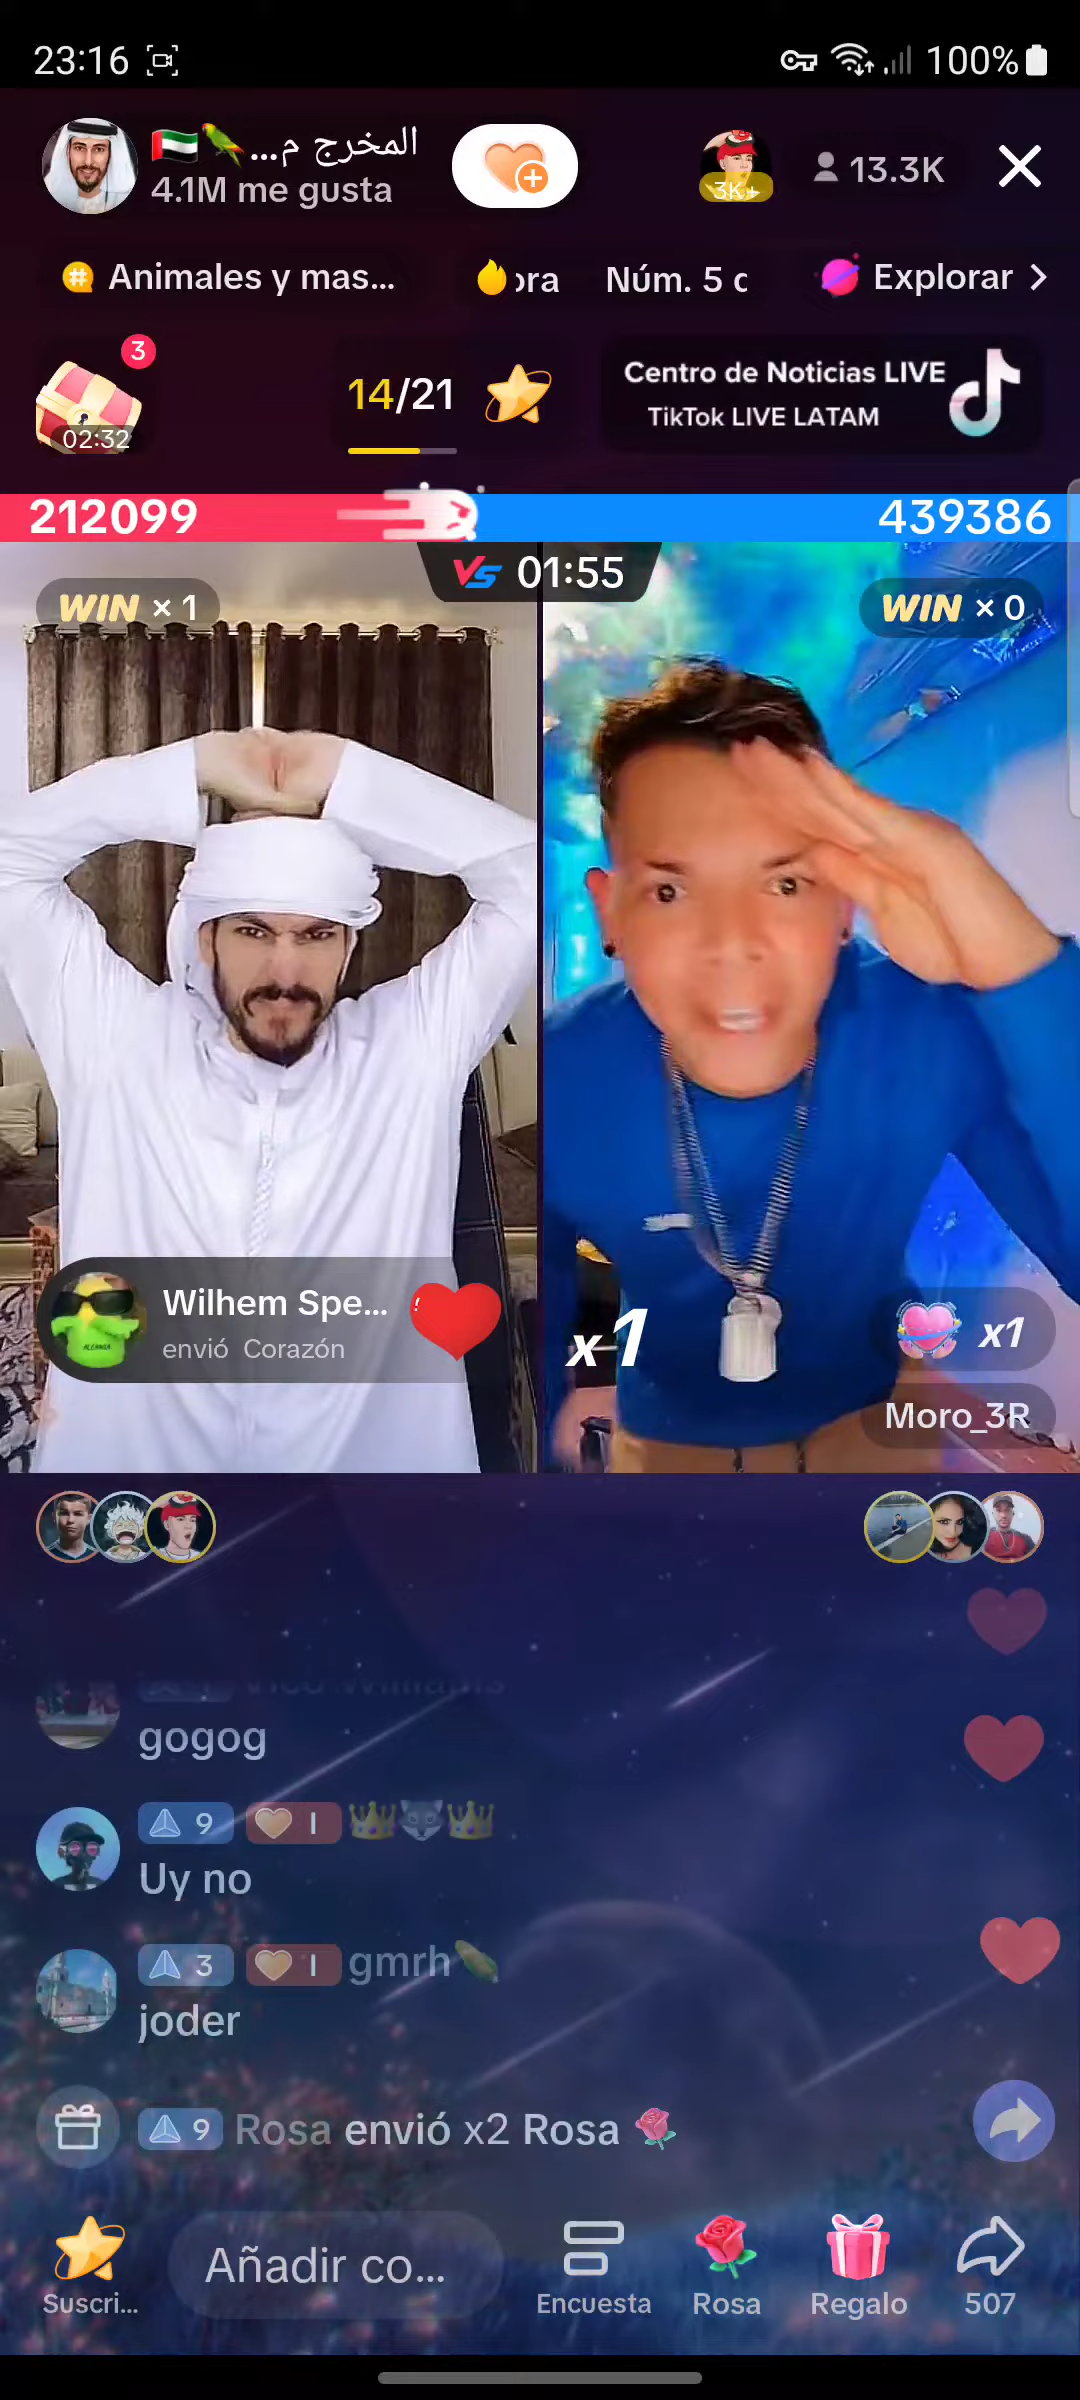 23:16
100%
المخرج م...🦜🇦🇪
4.1M me gusta
3K+
13.3K
Animales y mas...
ora
Núm. 5 c
Explorar
3
02:32
14/21
Centro de Noticias LIVE
TikTok LIVE LATAM
212099
439386
VS 01:55
WIN × 1
WIN × 0
Wilhem Spe...
envió Corazón
x1
x1
Moro_3R
gogog
9 I 👑🐺👑
Uy no
3 I gmrh
joder
9 Rosa envió x2 Rosa 🌹
Suscri...
Añadir co...
Encuesta
Rosa
Regalo
507